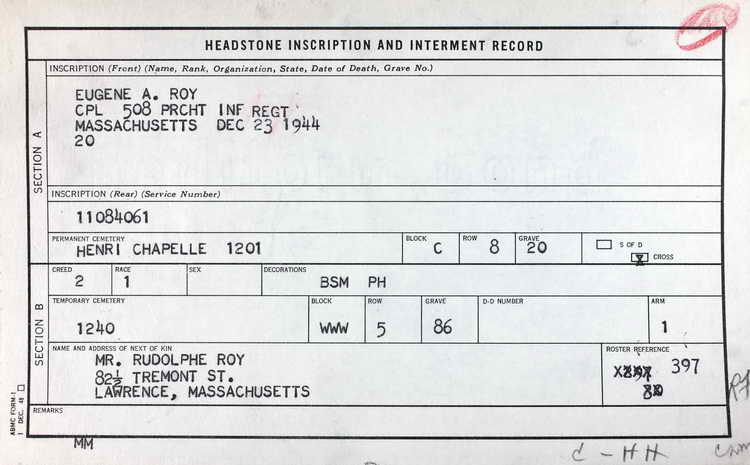 HEADSTONE INSCRIPTION AND INTERMENT RECORD
SECTION A
INSCRIPTION (Front) (Name, Rank, Organization, State, Date of Death, Grave No.)
EUGENE A. ROY
CPL 508 PRCHT INF REGT
MASSACHUSETTS DEC 23 1944
20
INSCRIPTION (Rear) (Service Number)
11084061
PERMANENT CEMETERY
HENRI CHAPELLE 1201
BLOCK
C
ROW
8
GRAVE
20
S OF D
CROSS
SECTION B
CREED
2
RACE
1
SEX
DECORATIONS
BSM PH
TEMPORARY CEMETERY
1240
BLOCK
WWW
ROW
5
GRAVE
86
D-D NUMBER
ARM
1
NAME AND ADDRESS OF NEXT OF KIN
MR. RUDOLPHE ROY
82½ TREMONT ST.
LAWRENCE, MASSACHUSETTS
ROSTER REFERENCE
397
REMARKS
ABMC FORM-1
1 DEC. 48
MM
C - HH